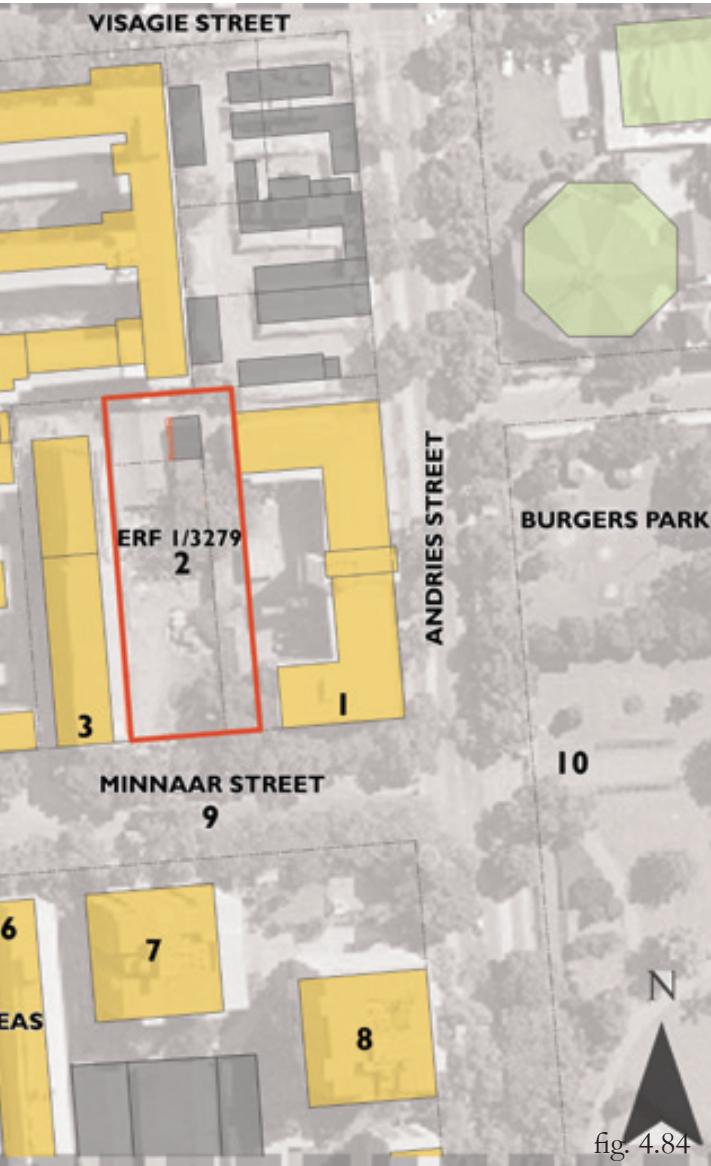 VISAGIE STREET
ANDRIES STREET
BURGERS PARK
ERF 1/3279
2
1
3
10
MINNAAR STREET
9
6
7
EAS
8
N
fig. 4.84